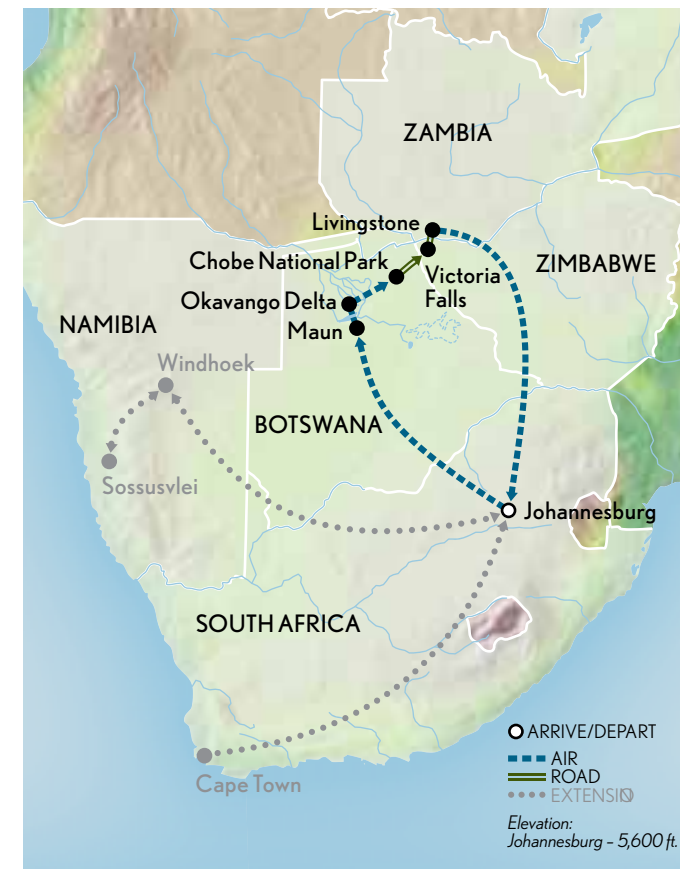 ZAMBIA
Livingstone
Chobe National Park
Victoria
Falls
ZIMBABWE
Okavango Delta
Maun
NAMIBIA
Windhoek
BOTSWANA
Sossusvlei
Johannesburg
SOUTH AFRICA
Cape Town
ARRIVE/DEPART
AIR
ROAD
EXTENSION
Elevation:
Johannesburg – 5,600 ft.